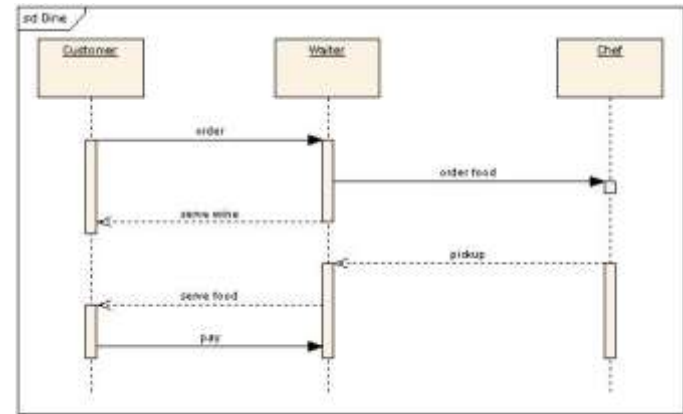 sd Dine
Customer
Waiter
Chef
order
order food
serve wine
pickup
serve food
pay